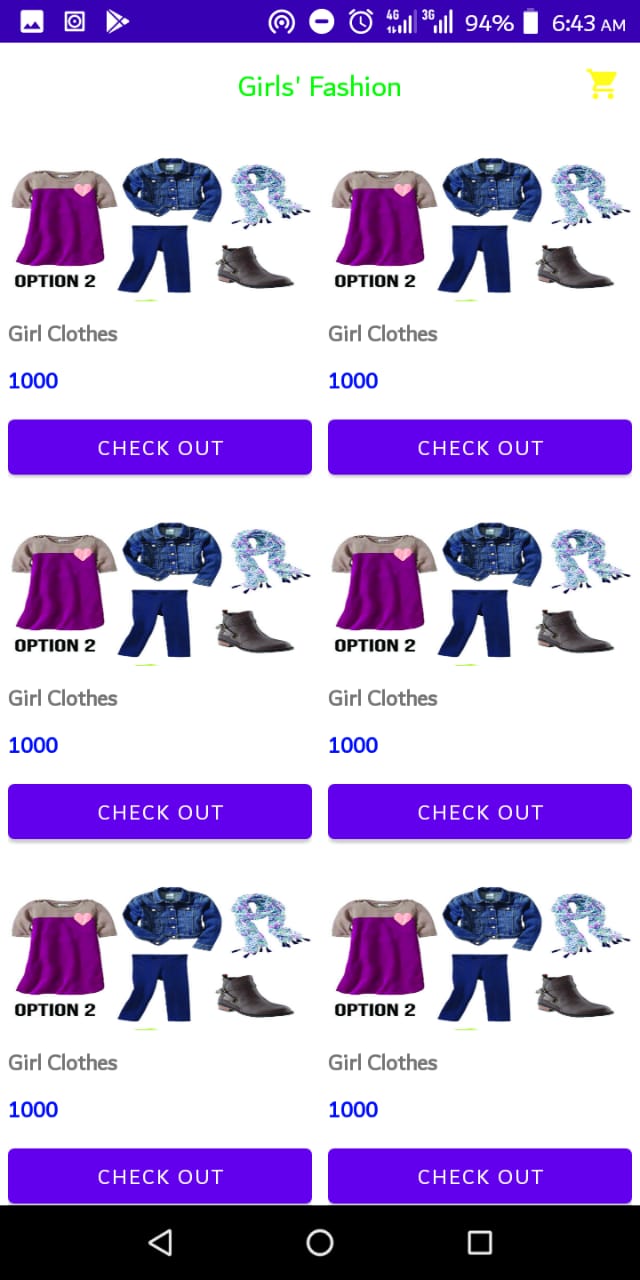 4G 3G 94% 6:43 AM
Girls' Fashion
OPTION 2 OPTION 2
Girl Clothes Girl Clothes
1000 1000
CHECK OUT CHECK OUT
OPTION 2 OPTION 2
Girl Clothes Girl Clothes
1000 1000
CHECK OUT CHECK OUT
OPTION 2 OPTION 2
Girl Clothes Girl Clothes
1000 1000
CHECK OUT CHECK OUT